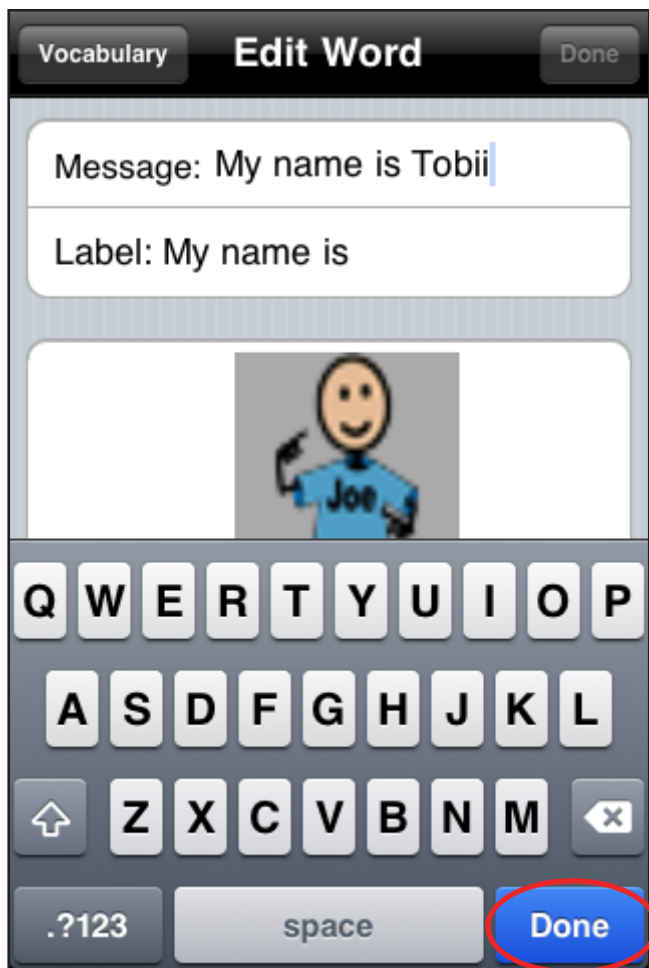 Vocabulary Edit Word Done
Message: My name is Tobii
Label: My name is
Joe
Q W E R T Y U I O P
A S D F G H J K L
Z X C V B N M
.?123 space Done